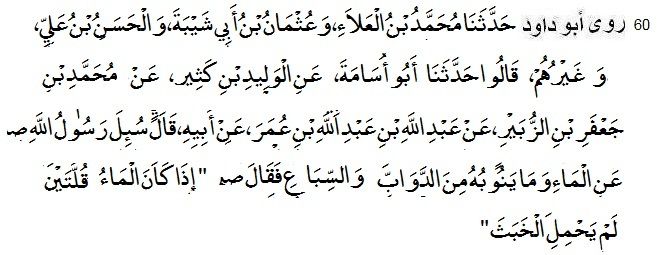 60 روى أبو داود حَدَّثَنَا مُحَمَّدُ بْنُ الْعَلَاءِ، وَعُثْمَانُ بْنُ أَبِي شَيْبَةَ، وَالْحَسَنُ بْنُ عَلِيٍّ،
وَ غَيْرُهُمْ، قَالُوا حَدَّثَنَا أَبُو أُسَامَةَ، عَنِ الْوَلِيدِ بْنِ كَثِيرٍ، عَنْ مُحَمَّدِ بْنِ
جَعْفَرِ بْنِ الزُّبَيْرِ، عَنْ عَبْدِ اللَّهِ بْنِ عَبْدِ اللَّهِ بْنِ عُمَرَ، عَنْ أَبِيهِ، قَالَ سُئِلَ رَسُولُ اللَّهِ صـ
عَنِ الْمَاءِ وَمَا يَنُوبُهُ مِنَ الدَّوَابِّ وَالسِّبَاعِ فَقَالَ صـ "إِذَا كَانَ الْمَاءُ قُلَّتَيْنِ
لَمْ يَحْمِلِ الْخَبَثَ"